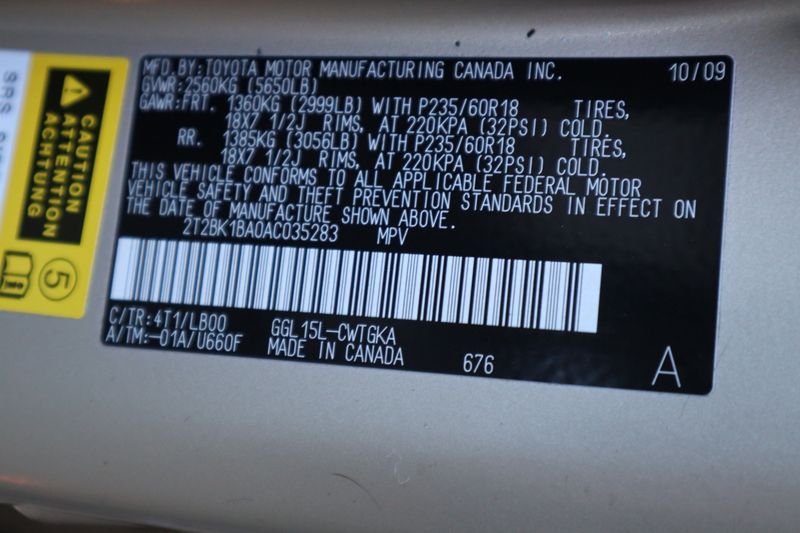 MFD.BY:TOYOTA MOTOR MANUFACTURING CANADA INC. 10/09
GVWR:2560KG (5650LB)
GAWR:FRT. 1360KG (2999LB) WITH P235/60R18 TIRES,
18X7 1/2J RIMS, AT 220KPA (32PSI) COLD.
RR. 1385KG (3056LB) WITH P235/60R18 TIRES,
18X7 1/2J RIMS, AT 220KPA (32PSI) COLD.
THIS VEHICLE CONFORMS TO ALL APPLICABLE FEDERAL MOTOR
VEHICLE SAFETY AND THEFT PREVENTION STANDARDS IN EFFECT ON
THE DATE OF MANUFACTURE SHOWN ABOVE.
2T2BK1BA0AC035283 MPV
C/TR:4T1/LB00 GGL15L-CWTGKA
A/TM:-01A/U660F MADE IN CANADA 676
A
CAUTION
ATTENTION
ACHTUNG
5
SRS